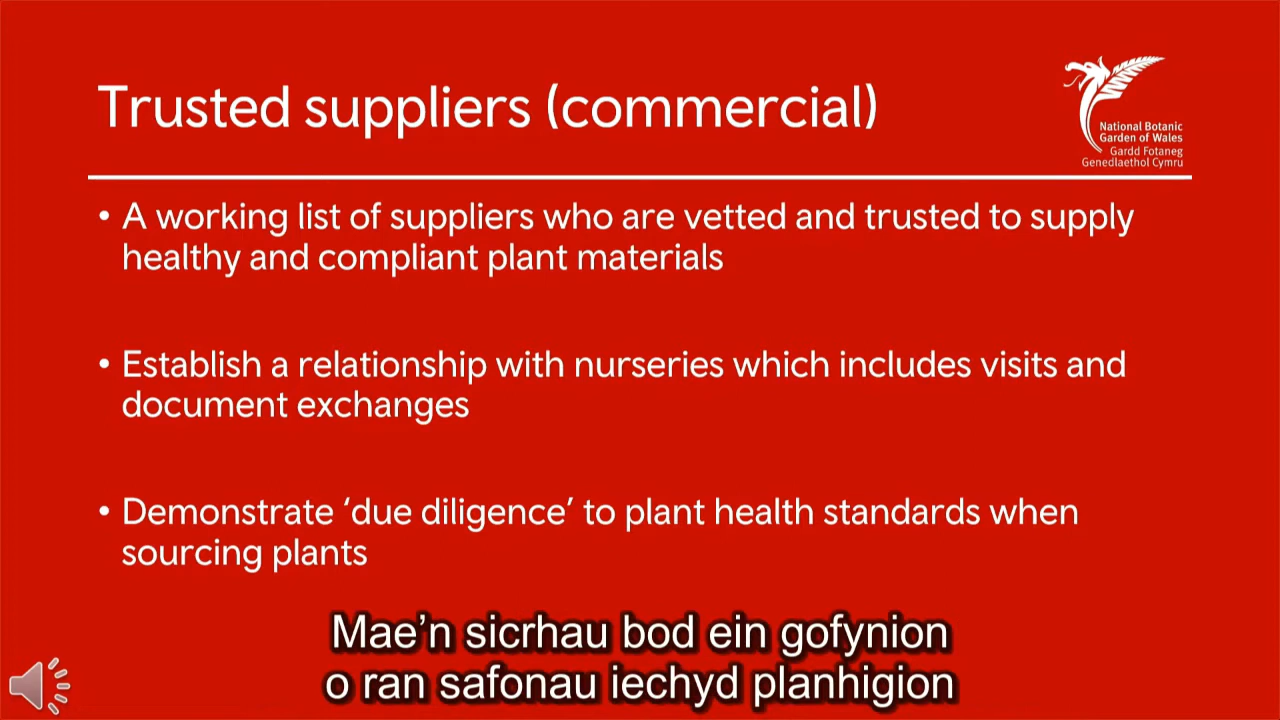 Trusted suppliers (commercial)
National Botanic
Garden of Wales
Gardd Fotaneg
Genedlaethol Cymru
• A working list of suppliers who are vetted and trusted to supply
healthy and compliant plant materials
• Establish a relationship with nurseries which includes visits and
document exchanges
• Demonstrate ‘due diligence’ to plant health standards when
sourcing plants
Mae’n sicrhau bod ein gofynion
o ran safonau iechyd planhigion